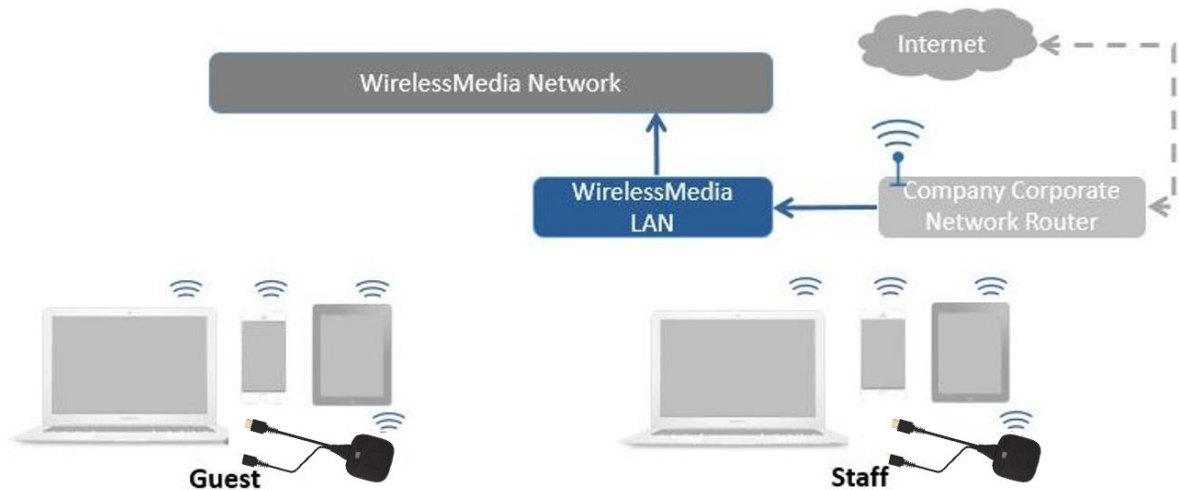 Internet
WirelessMedia Network
WirelessMedia
LAN
Company Corporate
Network Router
Guest
Staff